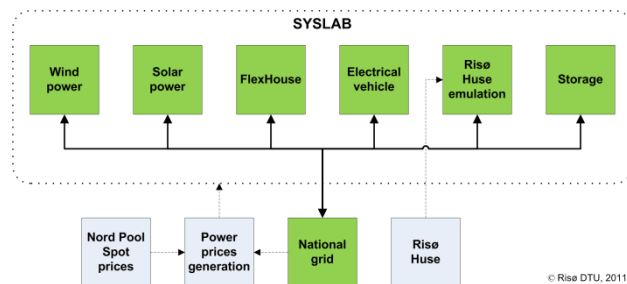 SYSLAB
Wind
power
Solar
power
FlexHouse
Electrical
vehicle
Risø
Huse
emulation
Storage
Nord Pool
Spot
prices
Power
prices
generation
National
grid
Risø
Huse
© Risø DTU, 2011